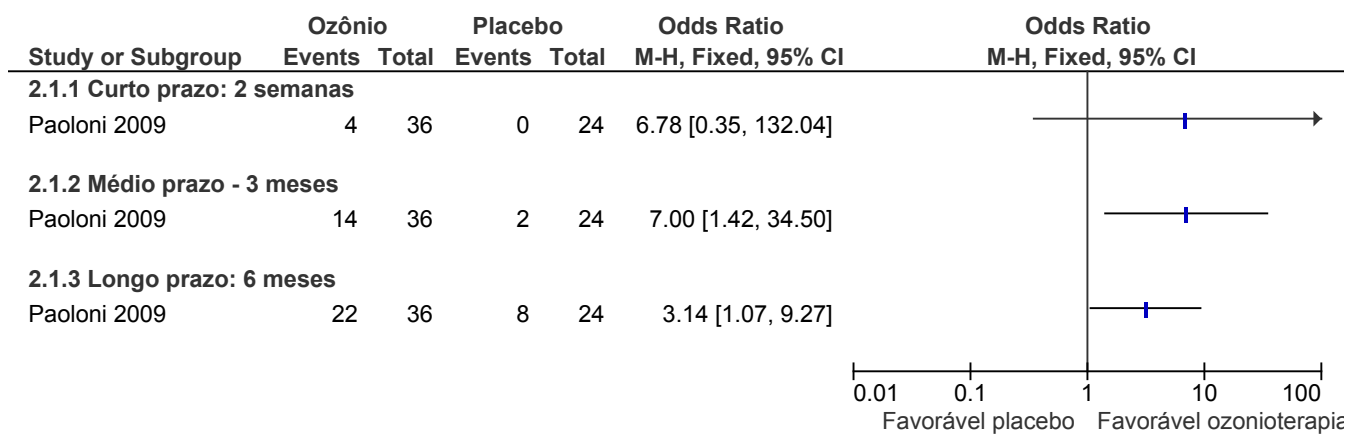 Ozônio Placebo Odds Ratio Odds Ratio
Study or Subgroup Events Total Events Total M-H, Fixed, 95% CI M-H, Fixed, 95% CI
2.1.1 Curto prazo: 2 semanas
Paoloni 2009 4 36 0 24 6.78 [0.35, 132.04]
2.1.2 Médio prazo - 3 meses
Paoloni 2009 14 36 2 24 7.00 [1.42, 34.50]
2.1.3 Longo prazo: 6 meses
Paoloni 2009 22 36 8 24 3.14 [1.07, 9.27]
0.01 0.1 1 10 100
Favorável placebo Favorável ozonioterapia